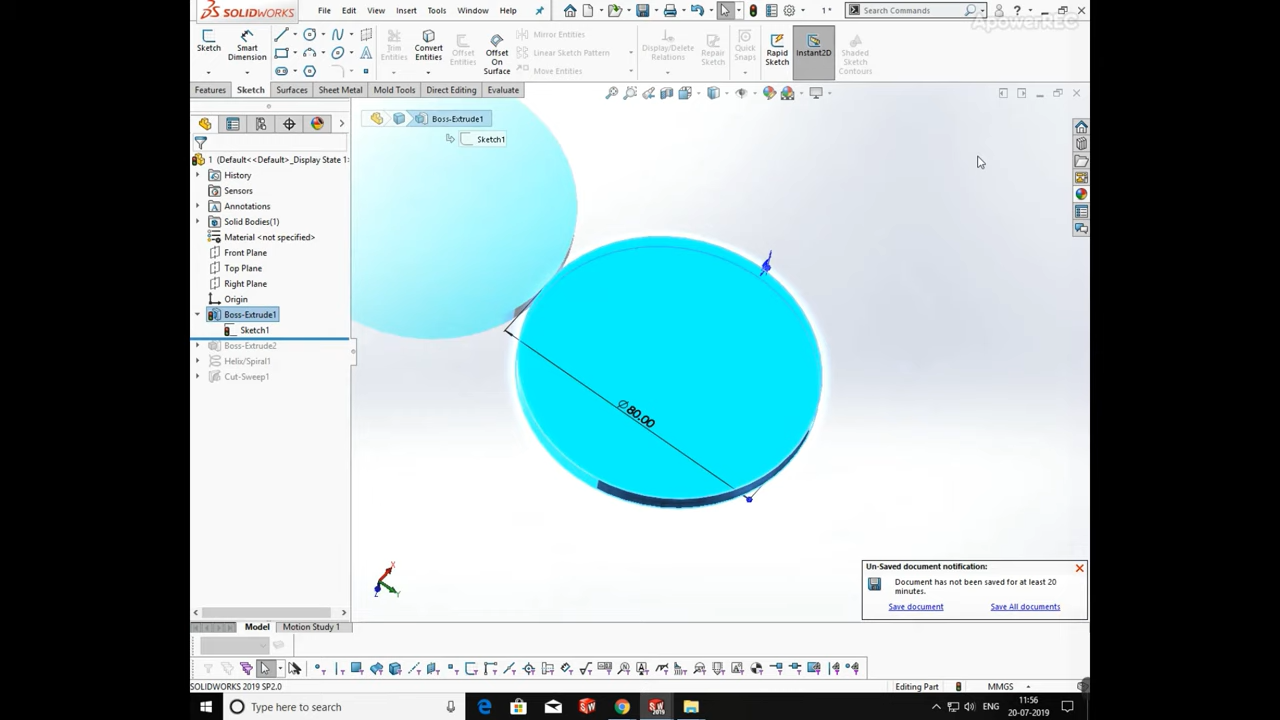 SOLIDWORKS File Edit View Insert Tools Window Help 1 * Search Commands
ApowerREC
Sketch Smart Dimension Trim Entities Convert Entities Offset Entities Offset On Surface Mirror Entities Linear Sketch Pattern Move Entities Display/Delete Relations Repair Sketch Quick Snaps Rapid Sketch Instant2D Shaded Sketch Contours
Features Sketch Surfaces Sheet Metal Mold Tools Direct Editing Evaluate
Boss-Extrude1
Sketch1
1 (Default<<Default>_Display State 1>
History
Sensors
Annotations
Solid Bodies(1)
Material <not specified>
Front Plane
Top Plane
Right Plane
Origin
Boss-Extrude1
Sketch1
Boss-Extrude2
Helix/Spiral1
Cut-Sweep1
Ø80.00
X
Y
Z
Un-Saved document notification:
Document has not been saved for at least 20
minutes.
Save document Save All documents
Model Motion Study 1
SOLIDWORKS 2019 SP2.0 Editing Part MMGS
Type here to search SW 2019 ENG 11:56
20-07-2019